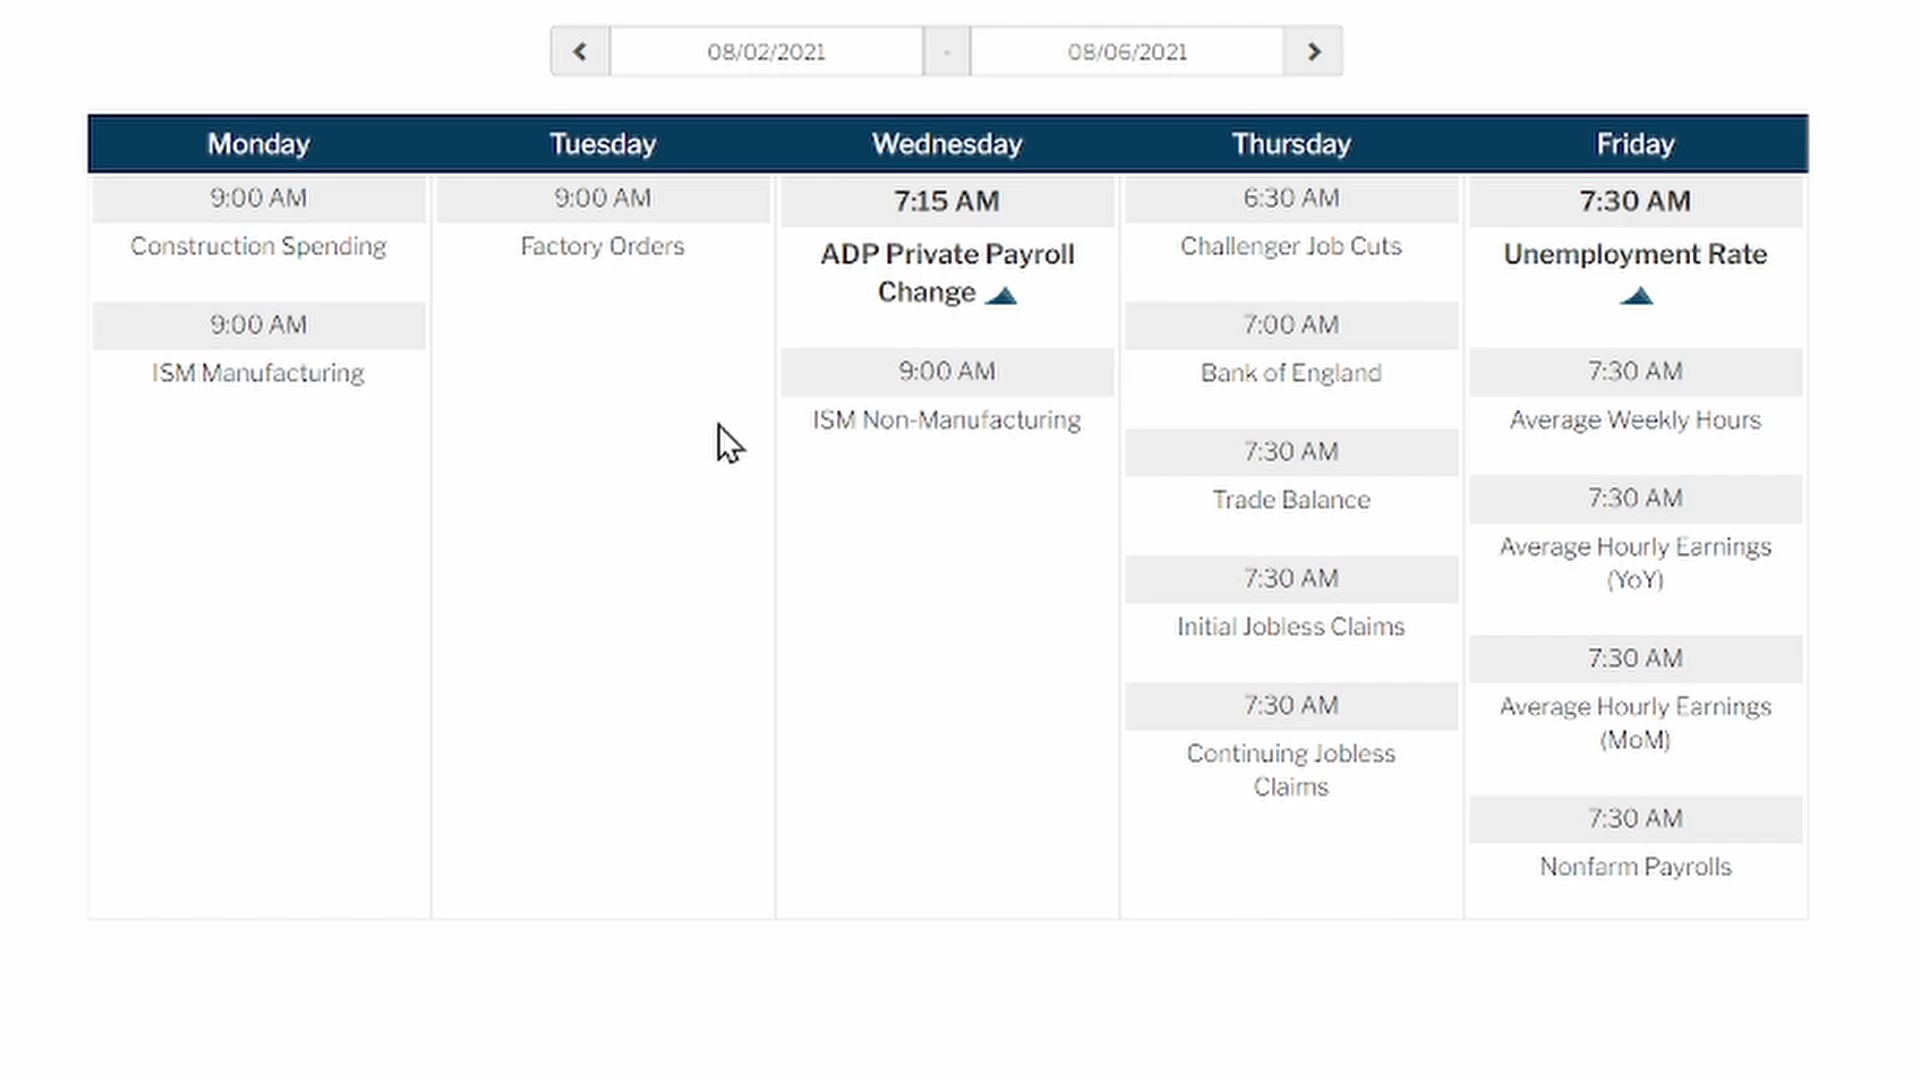 08/02/2021 - 08/06/2021
Monday
Tuesday
Wednesday
Thursday
Friday
9:00 AM
Construction Spending
9:00 AM
ISM Manufacturing
9:00 AM
Factory Orders
7:15 AM
ADP Private Payroll
Change
9:00 AM
ISM Non-Manufacturing
6:30 AM
Challenger Job Cuts
7:00 AM
Bank of England
7:30 AM
Trade Balance
7:30 AM
Initial Jobless Claims
7:30 AM
Continuing Jobless
Claims
7:30 AM
Unemployment Rate
7:30 AM
Average Weekly Hours
7:30 AM
Average Hourly Earnings
(YoY)
7:30 AM
Average Hourly Earnings
(MoM)
7:30 AM
Nonfarm Payrolls